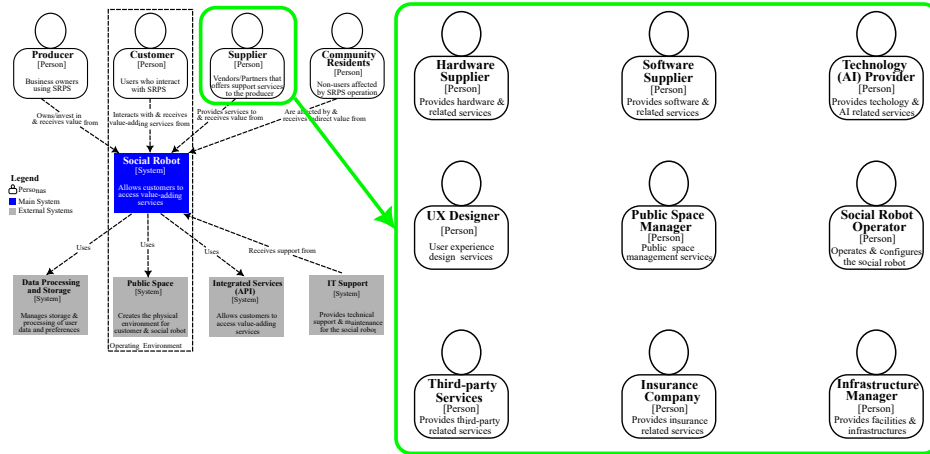 Producer
[Person]
Business owners
using SRPS
Customer
[Person]
Users who interact
with SRPS
Supplier
[Person]
Vendors/Partners that
offers support services
to the producer
Community
Residents
[Person]
Non-users affected
by SRPS operation
Owns/invest in
& receives value from
Interacts with & receives
value-adding services from
Provides services to
& receives value from
Are affected by &
receives indirect value from
Social Robot
[System]
Allows customers to
access value-adding
services
Legend
Personas
Main System
External Systems
Uses
Uses
Uses
Receives support from
Data Processing
and Storage
[System]
Manages storage &
processing of user
data and preferences
Public Space
[System]
Creates the physical
environment for
customer & social robot
Integrated Services
(API)
[System]
Allows customers to
access value-adding services
IT Support
[System]
Provides technical
support & maintenance
for the social robot
Operating Environment
Hardware
Supplier
[Person]
Provides hardware &
related services
Software
Supplier
[Person]
Provides software &
related services
Technology
(AI) Provider
[Person]
Provides techology &
AI related services
UX Designer
[Person]
User experience
design services
Public Space
Manager
[Person]
Public space
management services
Social Robot
Operator
[Person]
Operates & configures
the social robot
Third-party
Services
[Person]
Provides third-party
related services
Insurance
Company
[Person]
Provides insurance
related services
Infrastructure
Manager
[Person]
Provides facilities &
infrastructures